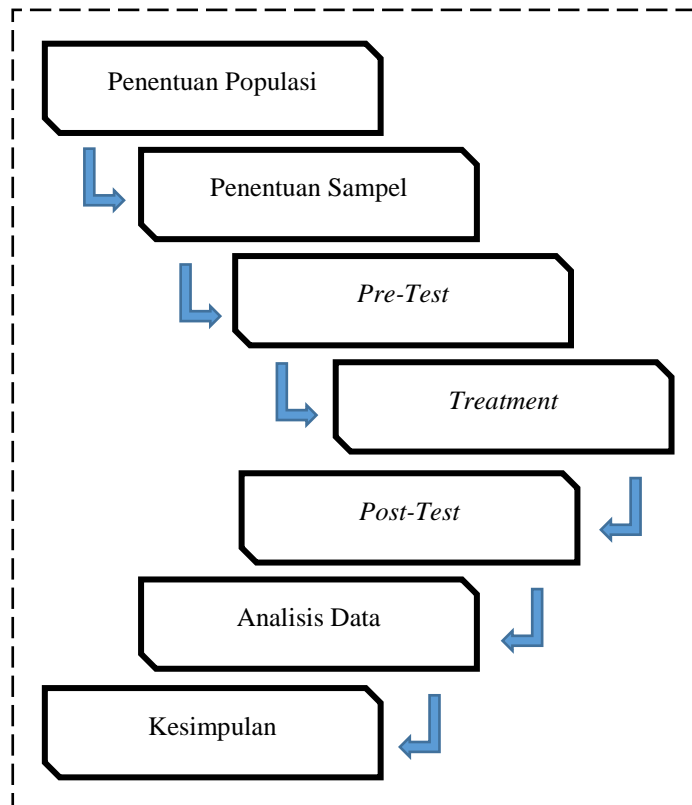 Penentuan Populasi
Penentuan Sampel
Pre-Test
Treatment
Post-Test
Analisis Data
Kesimpulan